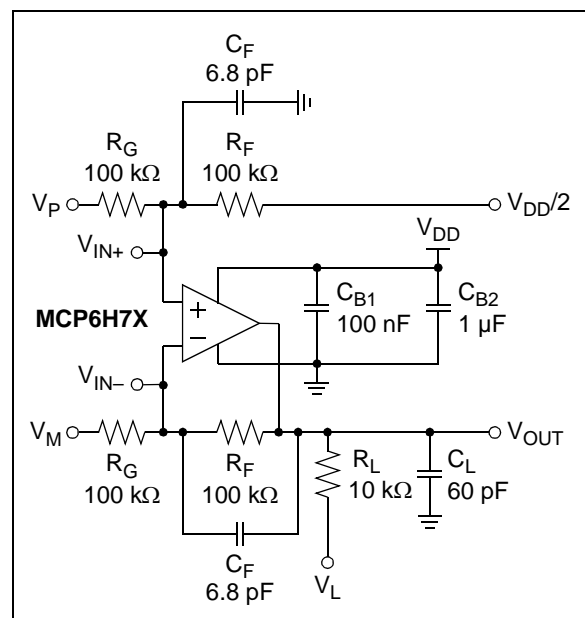 C_F
6.8 pF
R_G
100 kΩ
R_F
100 kΩ
V_P
V_DD/2
V_IN+
V_DD
MCP6H7X
+
−
C_B1
100 nF
C_B2
1 µF
V_IN–
V_M
V_OUT
R_G
100 kΩ
R_F
100 kΩ
R_L
10 kΩ
C_L
60 pF
C_F
6.8 pF
V_L